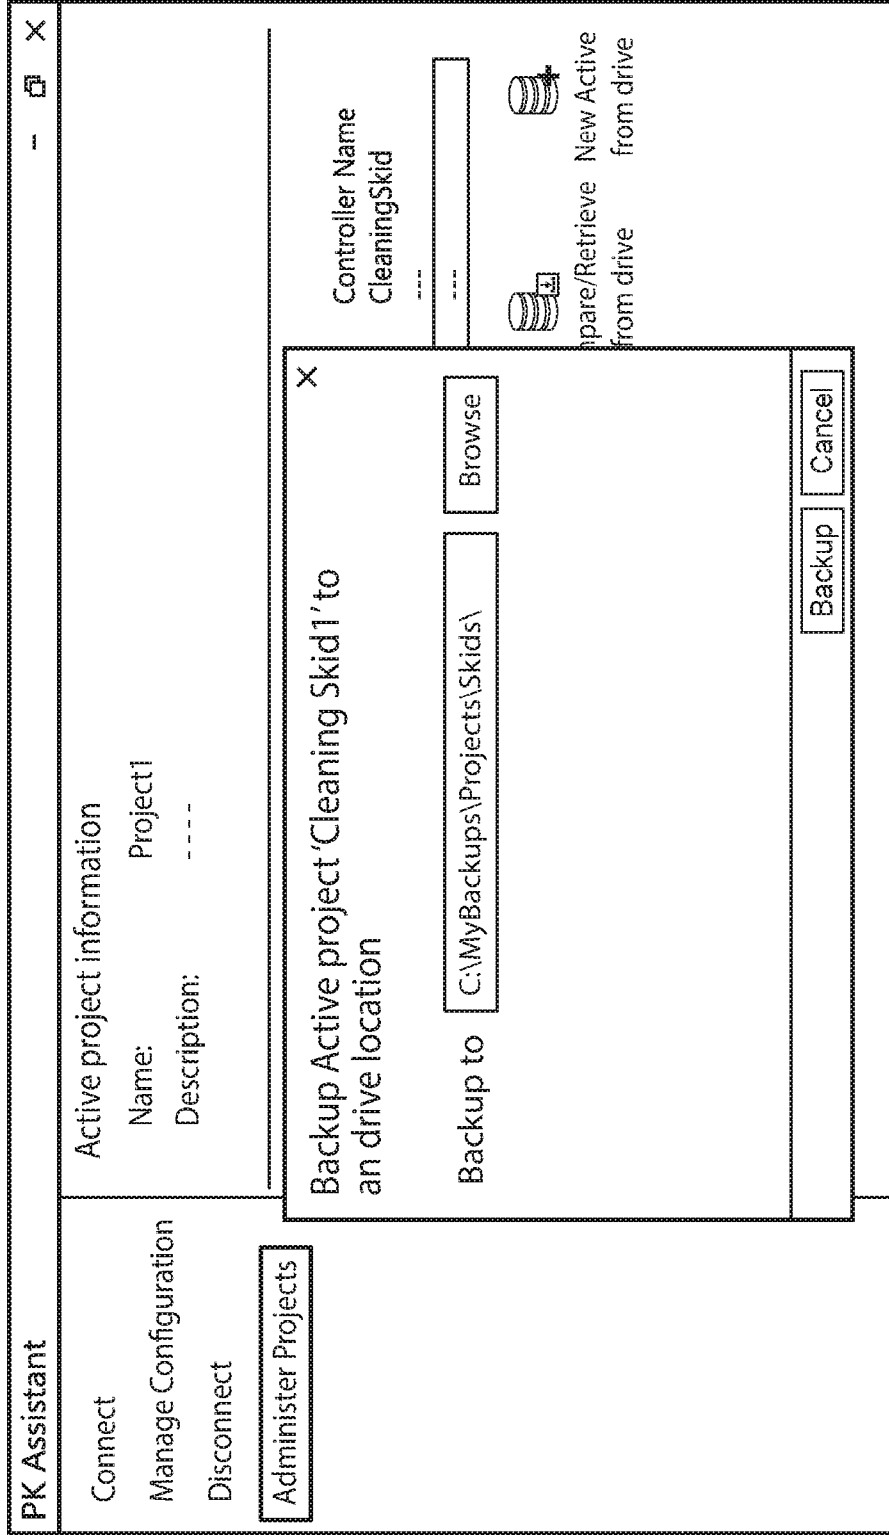 PK Assistant
Connect
Manage Configuration
Disconnect
Administer Projects
Active project information
Name: Project1
Description: ----
Controller Name
CleaningSkid
---
---
Backup Active project 'Cleaning Skid1' to
an drive location
Backup to C:\MyBackups\Projects\Skids\ Browse
Backup Cancel
npare/Retrieve
from drive
New Active
from drive